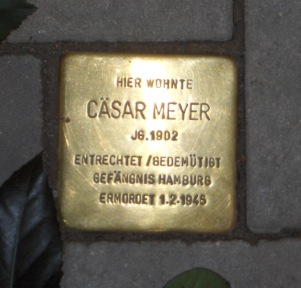 HIER WOHNTE
CÄSAR MEYER
JG. 1902
ENTRECHTET / GEDEMÜTIGT
GEFÄNGNIS HAMBURG
ERMORDET 1.2.1945